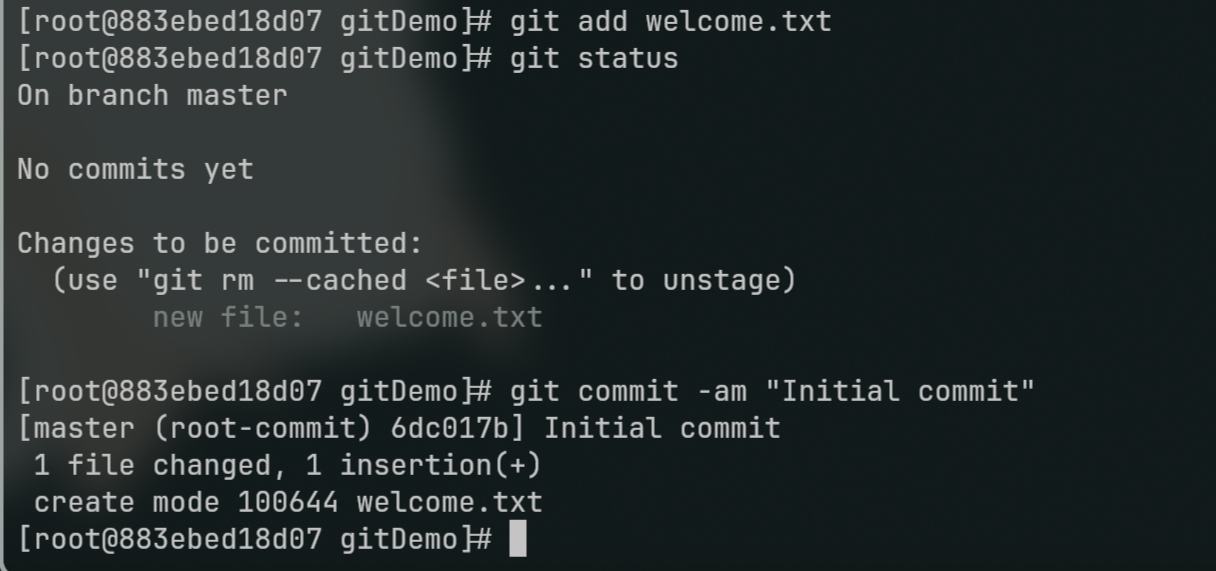 [root@883ebed18d07 gitDemo]# git add welcome.txt
[root@883ebed18d07 gitDemo]# git status
On branch master

No commits yet

Changes to be committed:
  (use "git rm --cached <file>..." to unstage)
        new file:   welcome.txt

[root@883ebed18d07 gitDemo]# git commit -am "Initial commit"
[master (root-commit) 6dc017b] Initial commit
 1 file changed, 1 insertion(+)
 create mode 100644 welcome.txt
[root@883ebed18d07 gitDemo]#